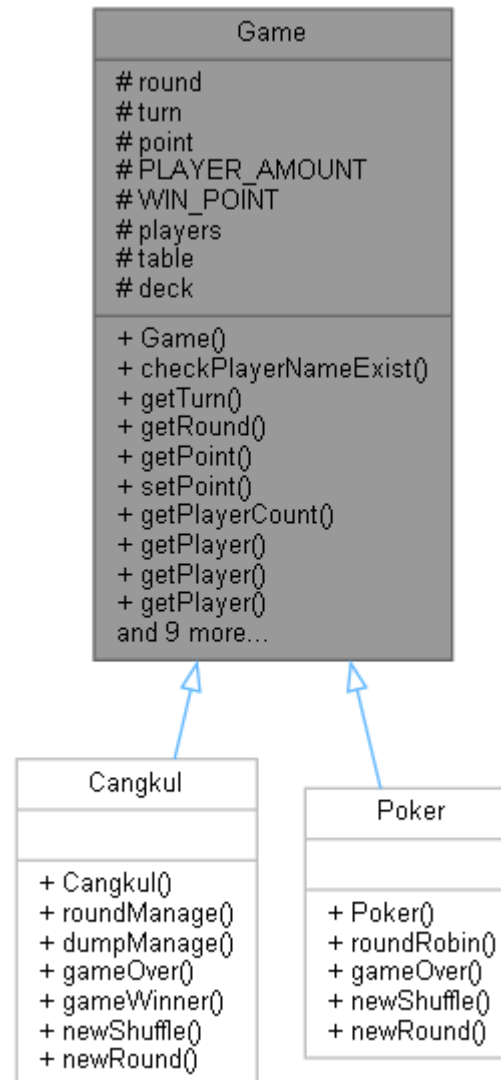 Game
# round
# turn
# point
# PLAYER_AMOUNT
# WIN_POINT
# players
# table
# deck
+ Game()
+ checkPlayerNameExist()
+ getTurn()
+ getRound()
+ getPoint()
+ setPoint()
+ getPlayerCount()
+ getPlayer()
+ getPlayer()
+ getPlayer()
and 9 more...
Cangkul
+ Cangkul()
+ roundManage()
+ dumpManage()
+ gameOver()
+ gameWinner()
+ newShuffle()
+ newRound()
Poker
+ Poker()
+ roundRobin()
+ gameOver()
+ newShuffle()
+ newRound()